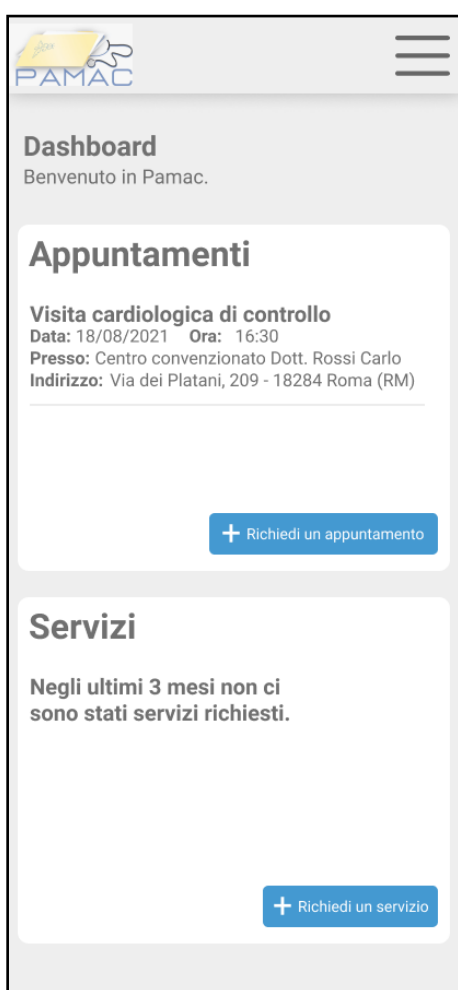 PAMAC
Dashboard
Benvenuto in Pamac.
Appuntamenti
Visita cardiologica di controllo
Data: 18/08/2021 Ora: 16:30
Presso: Centro convenzionato Dott. Rossi Carlo
Indirizzo: Via dei Platani, 209 - 18284 Roma (RM)
+ Richiedi un appuntamento
Servizi
Negli ultimi 3 mesi non ci
sono stati servizi richiesti.
+ Richiedi un servizio